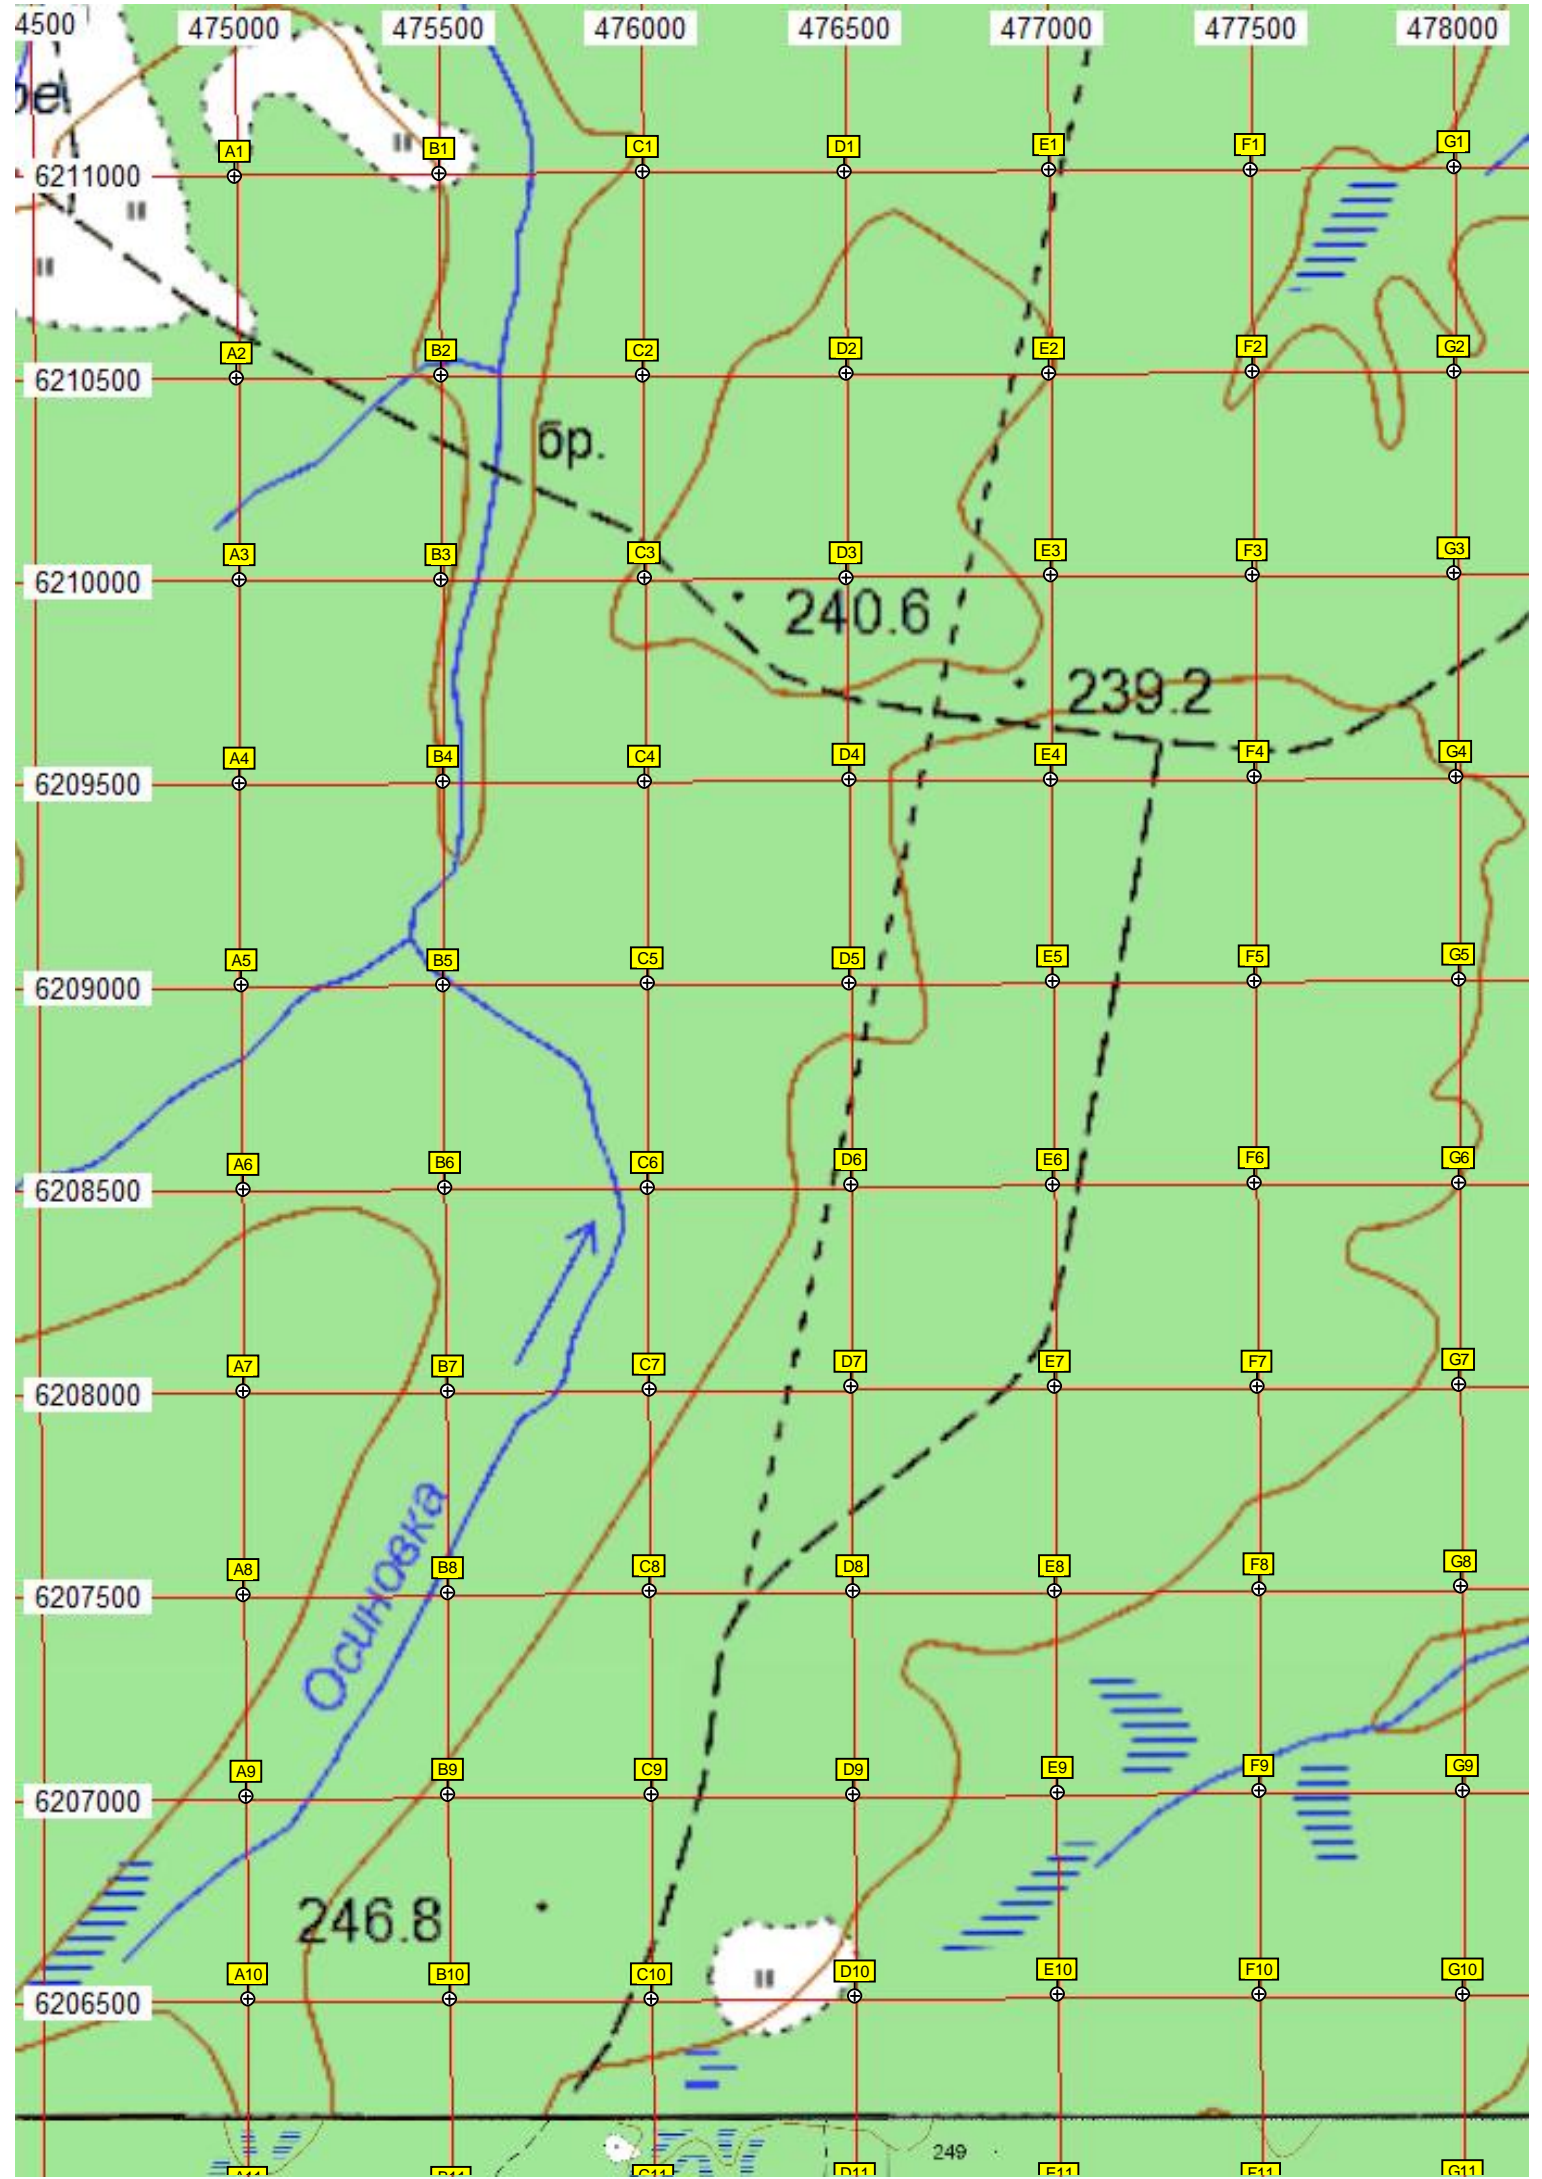 4500 475000 475500 476000 476500 477000 477500 478000
ре
A1 B1 C1 D1 E1 F1 G1
6211000
A2 B2 C2 D2 E2 F2 G2
6210500
бр.
A3 B3 C3 D3 E3 F3 G3
6210000
240.6
239.2
A4 B4 C4 D4 E4 F4 G4
6209500
A5 B5 C5 D5 E5 F5 G5
6209000
A6 B6 C6 D6 E6 F6 G6
6208500
A7 B7 C7 D7 E7 F7 G7
6208000
Осиновка
A8 B8 C8 D8 E8 F8 G8
6207500
A9 B9 C9 D9 E9 F9 G9
6207000
246.8
A10 B10 C10 D10 E10 F10 G10
6206500
249
A11 B11 C11 D11 E11 F11 G11